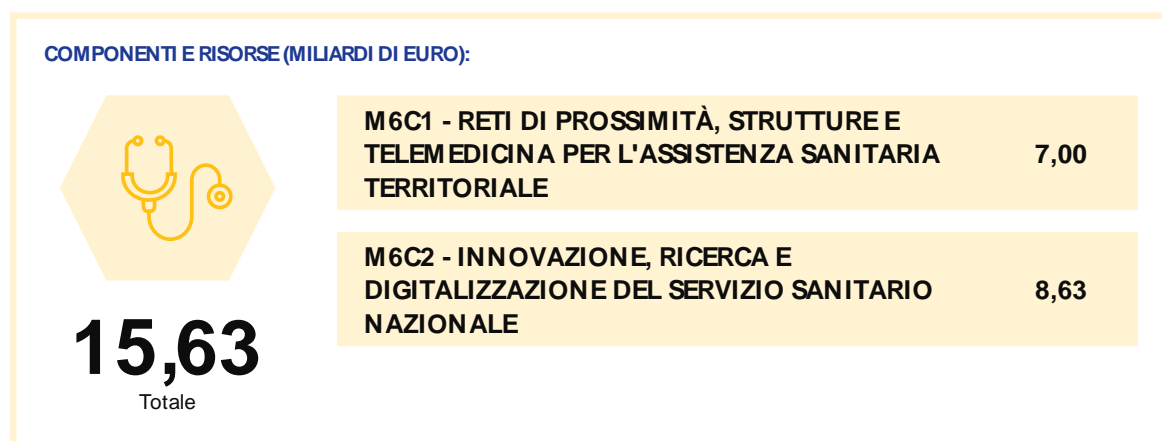 COMPONENTI E RISORSE (MILIARDI DI EURO):
M6C1 - RETI DI PROSSIMITÀ, STRUTTURE E
TELEMEDICINA PER L'ASSISTENZA SANITARIA
TERRITORIALE
7,00
M6C2 - INNOVAZIONE, RICERCA E
DIGITALIZZAZIONE DEL SERVIZIO SANITARIO
NAZIONALE
8,63
15,63
Totale